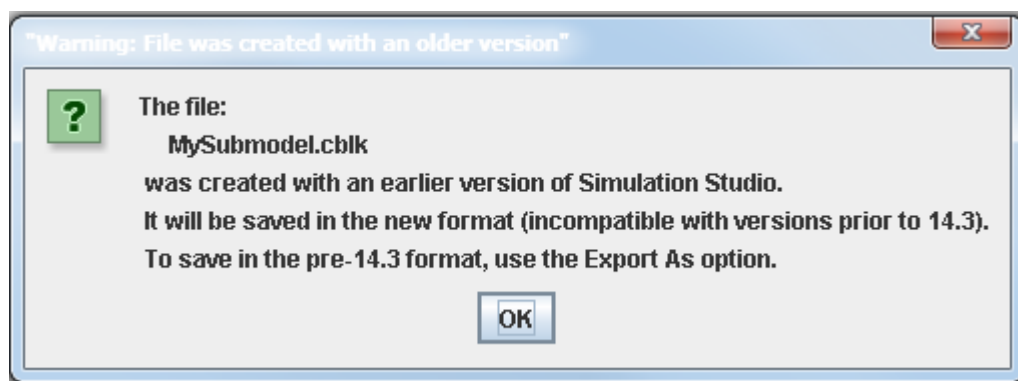 "Warning: File was created with an older version"
The file:
MySubmodel.cblk
was created with an earlier version of Simulation Studio.
It will be saved in the new format (incompatible with versions prior to 14.3).
To save in the pre-14.3 format, use the Export As option.
OK